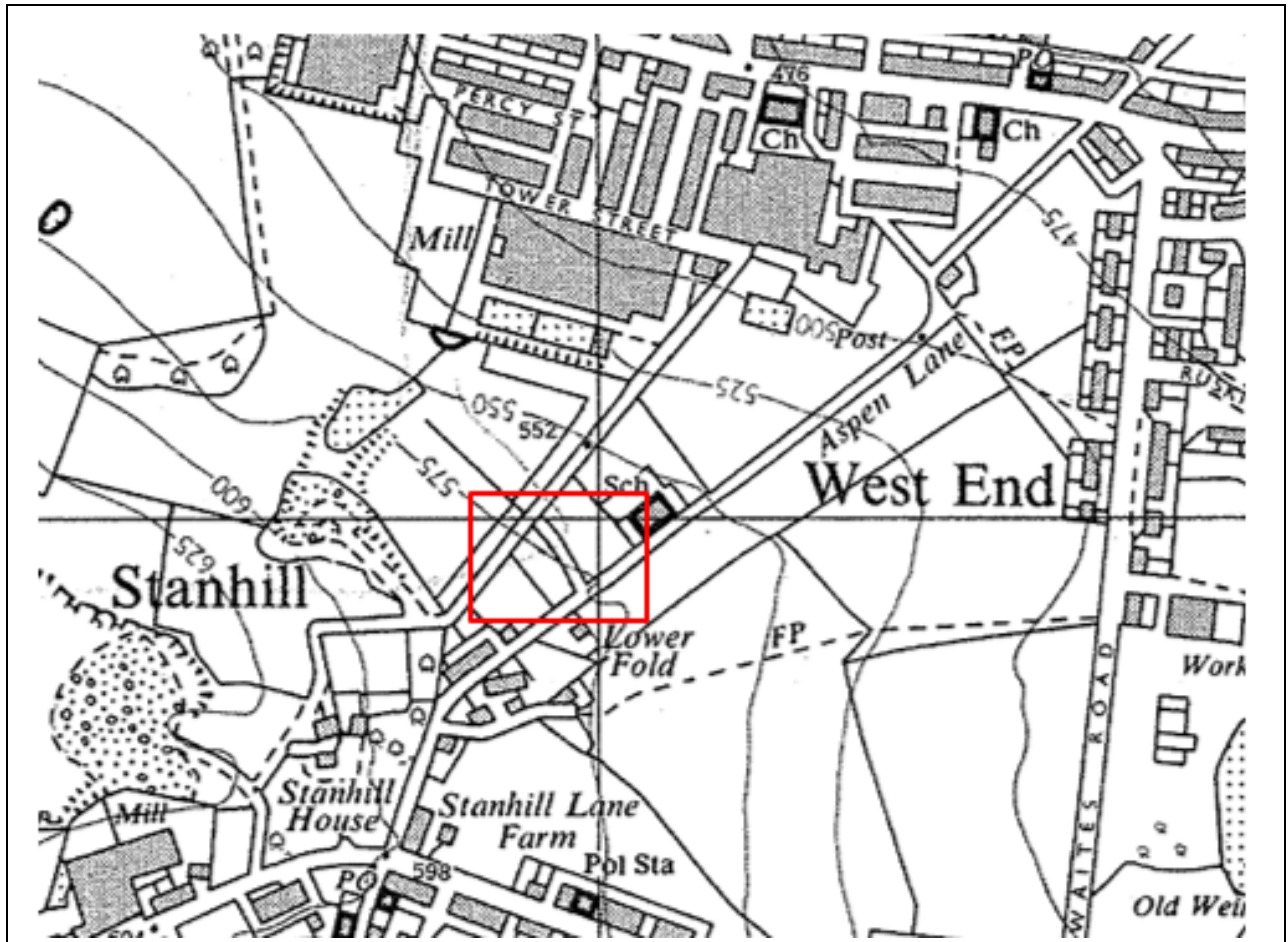 476
PO
PERCY ST
Ch
Ch
TOWER STREET
Mill
475
500
Post
FP
Aspen Lane
525
RUSK
550
552
575
Sch
West End
600
625
Stanhill
Lower
Fold
FP
Work
WAITES ROAD
Stanhill
House
Stanhill Lane
Farm
Mill
Pol Sta
598
PO
Old Wei